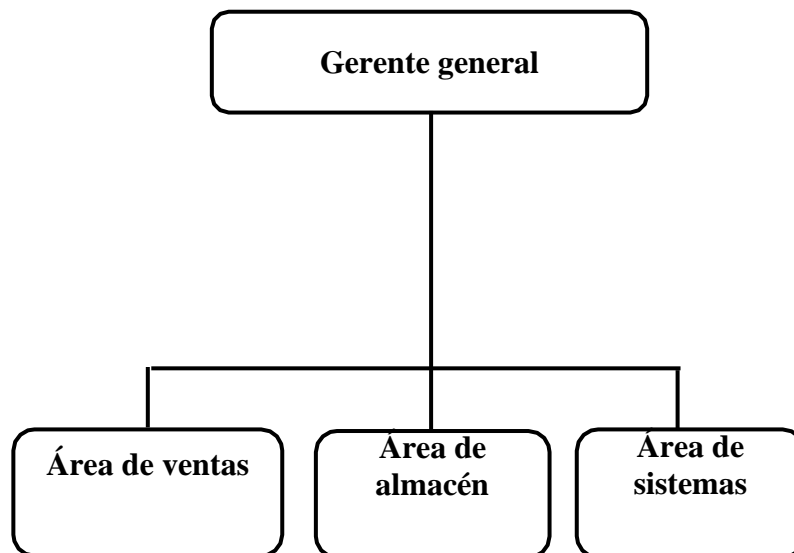 Gerente general
Área de ventas
Área de
almacén
Área de
sistemas